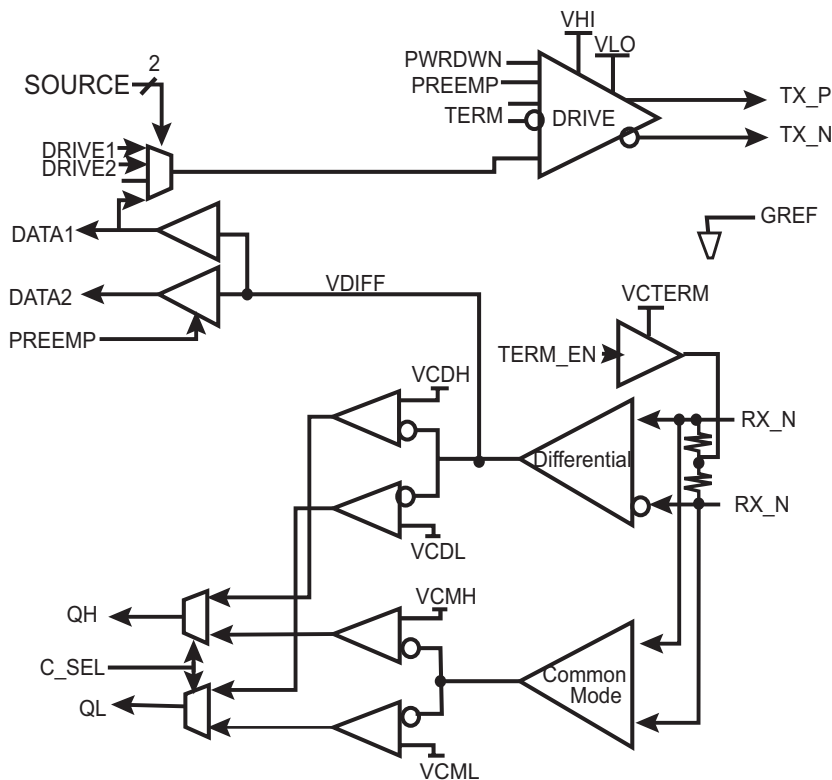 VHI
VLO
2
SOURCE
PWRDWN
PREEMP
TERM
DRIVE
TX_P
TX_N
DRIVE1
DRIVE2
GREF
DATA1
VDIFF
DATA2
VCTERM
PREEMP
TERM_EN
VCDH
RX_N
Differential
RX_N
VCDL
VCMH
QH
C_SEL
Common
Mode
QL
VCML